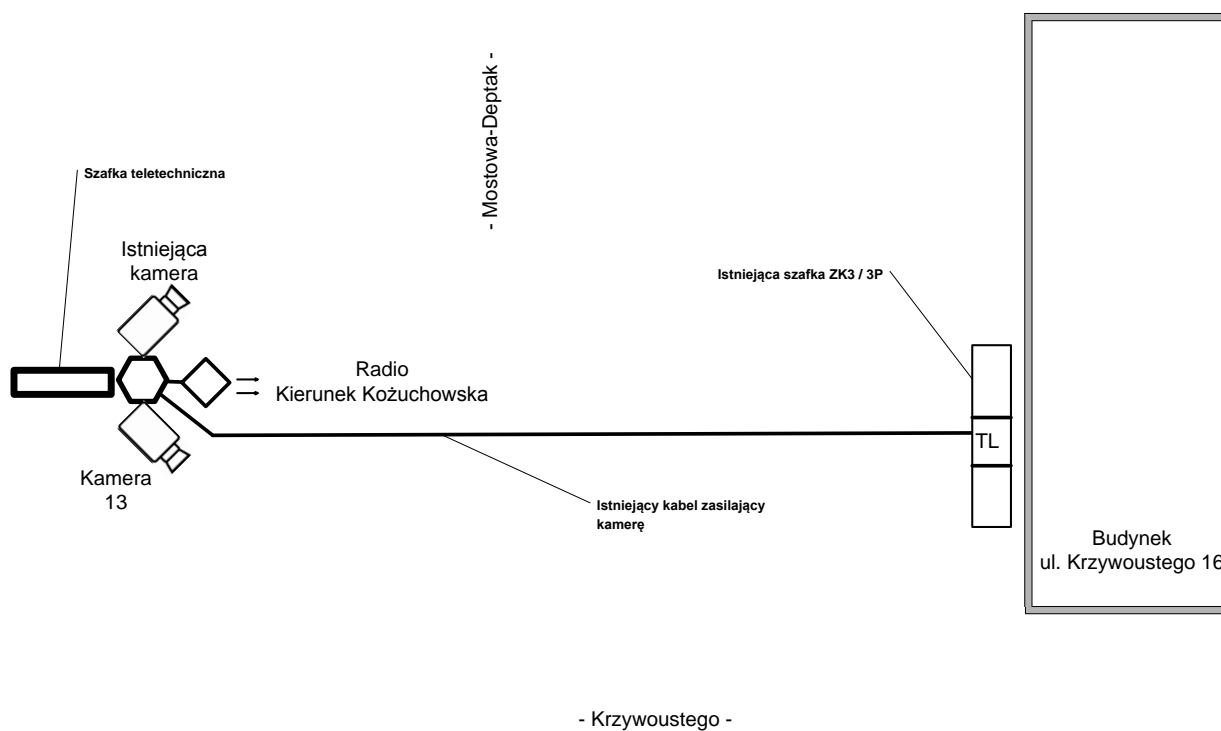 - Mostowa-Deptak -
Szafka teletechniczna
Istniejąca
kamera
Istniejąca szafka ZK3 / 3P
Radio
Kierunek Kożuchowska
TL
Kamera
13
Istniejący kabel zasilający
kamerę
Budynek
ul. Krzywoustego 16
- Krzywoustego -